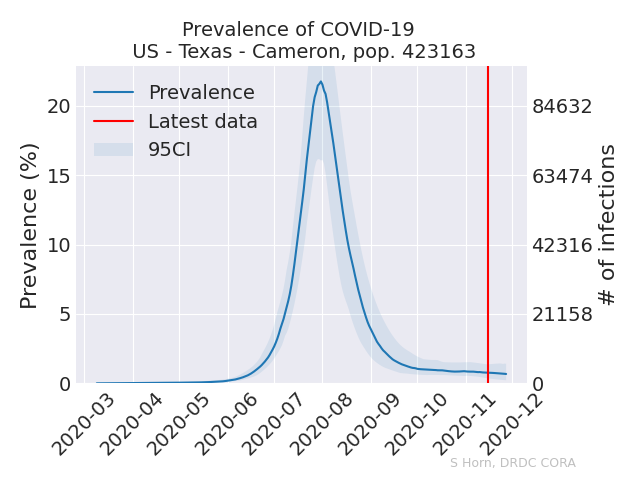 Prevalence of COVID-19
US - Texas - Cameron, pop. 423163
Prevalence
Latest data
95CI
Prevalence (%)
20
15
10
5
0
84632
63474
42316
21158
0
# of infections
2020-03
2020-04
2020-05
2020-06
2020-07
2020-08
2020-09
2020-10
2020-11
2020-12
S Horn, DRDC CORA